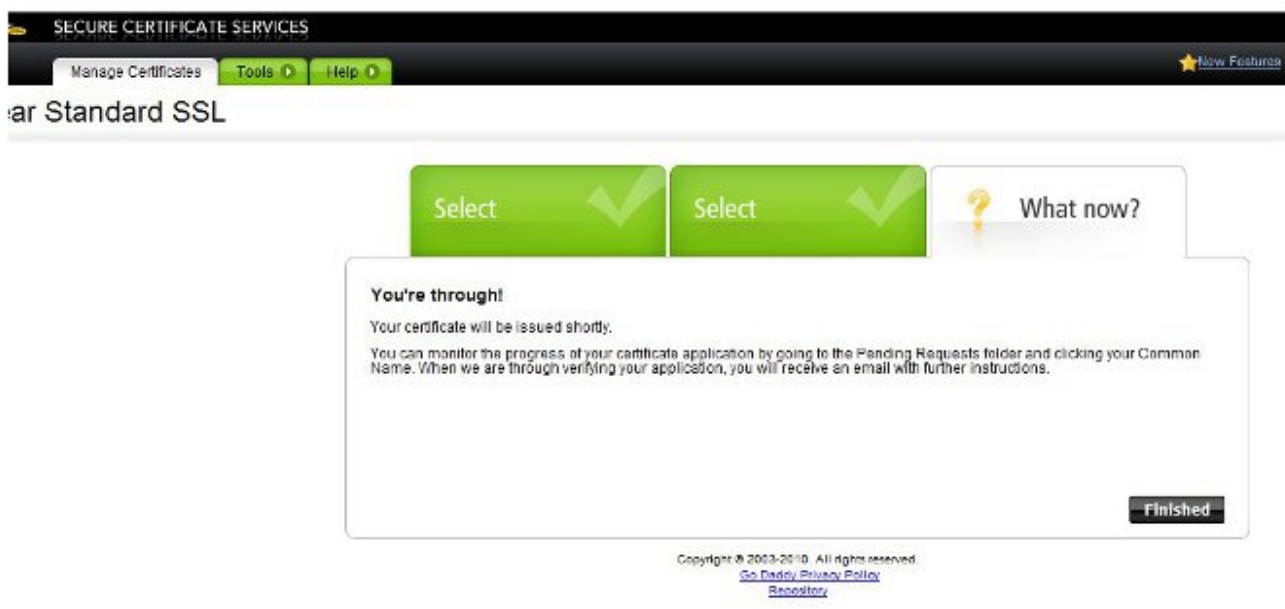 SECURE CERTIFICATE SERVICES
Manage Certificates Tools Help
New Features
ar Standard SSL
Select Select What now?
You're through!
Your certificate will be issued shortly.
You can monitor the progress of your certificate application by going to the Pending Requests folder and clicking your Common
Name. When we are through verifying your application, you will receive an email with further instructions.
Finished
Copyright © 2003-2010. All rights reserved.
Go Daddy Privacy Policy
Repository